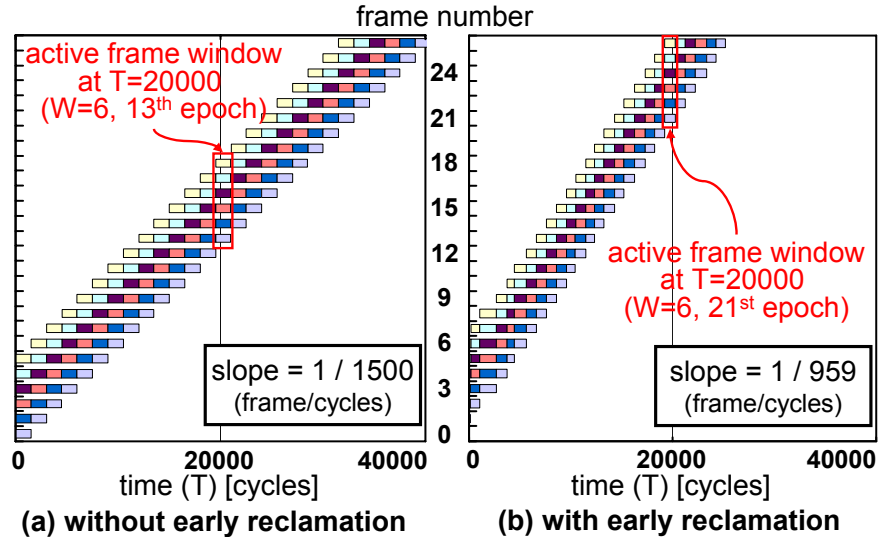 frame number
active frame window
at T=20000
(W=6, 13th epoch)
24
21
18
15
12
9
6
3
0
active frame window
at T=20000
(W=6, 21st epoch)
slope = 1 / 1500
(frame/cycles)
slope = 1 / 959
(frame/cycles)
0 20000 40000
0 20000 40000
time (T) [cycles]
time (T) [cycles]
(a) without early reclamation
(b) with early reclamation